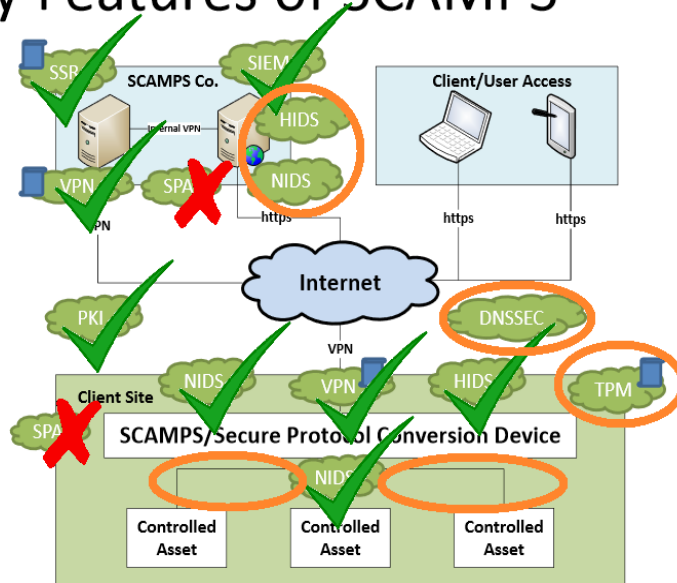 y Features of SCAMPS
SSR
SIEM
SCAMPS Co.
Client/User Access
HIDS
Internal VPN
VPN
SPA
NIDS
VPN
https
https
https
Internet
PKI
DNSSEC
VPN
NIDS
VPN
HIDS
TPM
Client Site
SPA
SCAMPS/Secure Protocol Conversion Device
NIDS
Controlled
Asset
Controlled
Asset
Controlled
Asset